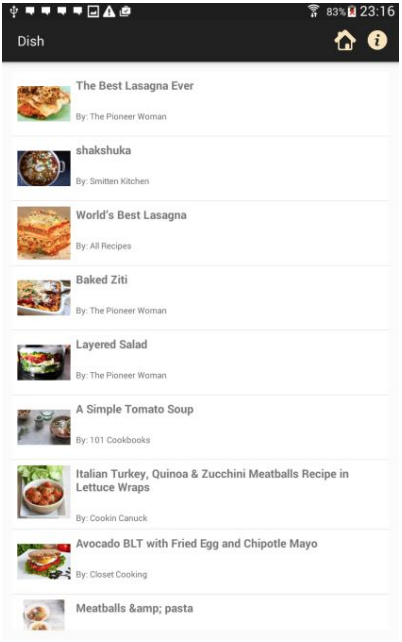 83% 23:16
Dish
The Best Lasagna Ever
By: The Pioneer Woman
shakshuka
By: Smitten Kitchen
World's Best Lasagna
By: All Recipes
Baked Ziti
By: The Pioneer Woman
Layered Salad
By: The Pioneer Woman
A Simple Tomato Soup
By: 101 Cookbooks
Italian Turkey, Quinoa & Zucchini Meatballs Recipe in
Lettuce Wraps
By: Cookin Canuck
Avocado BLT with Fried Egg and Chipotle Mayo
By: Closet Cooking
Meatballs &amp; pasta